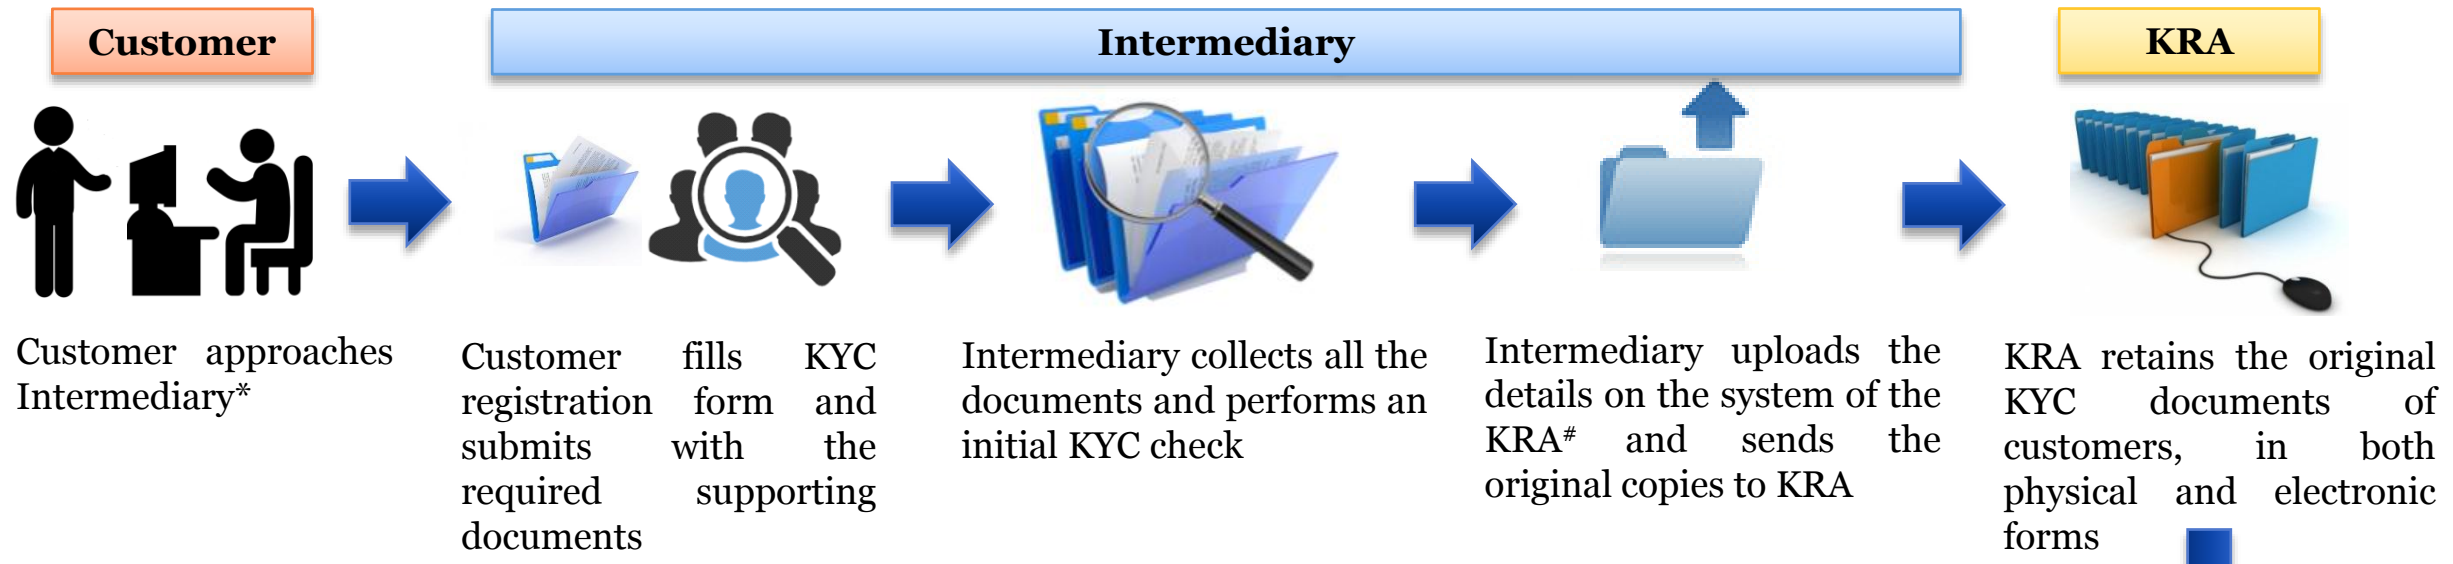 Customer
Intermediary
KRA
Customer approaches
Intermediary*
Customer fills KYC
registration form and
submits with the
required supporting
documents
Intermediary collects all the
documents and performs an
initial KYC check
Intermediary uploads the
details on the system of the
KRA# and sends the
original copies to KRA
KRA retains the original
KYC documents of
customers, in both
physical and electronic
forms